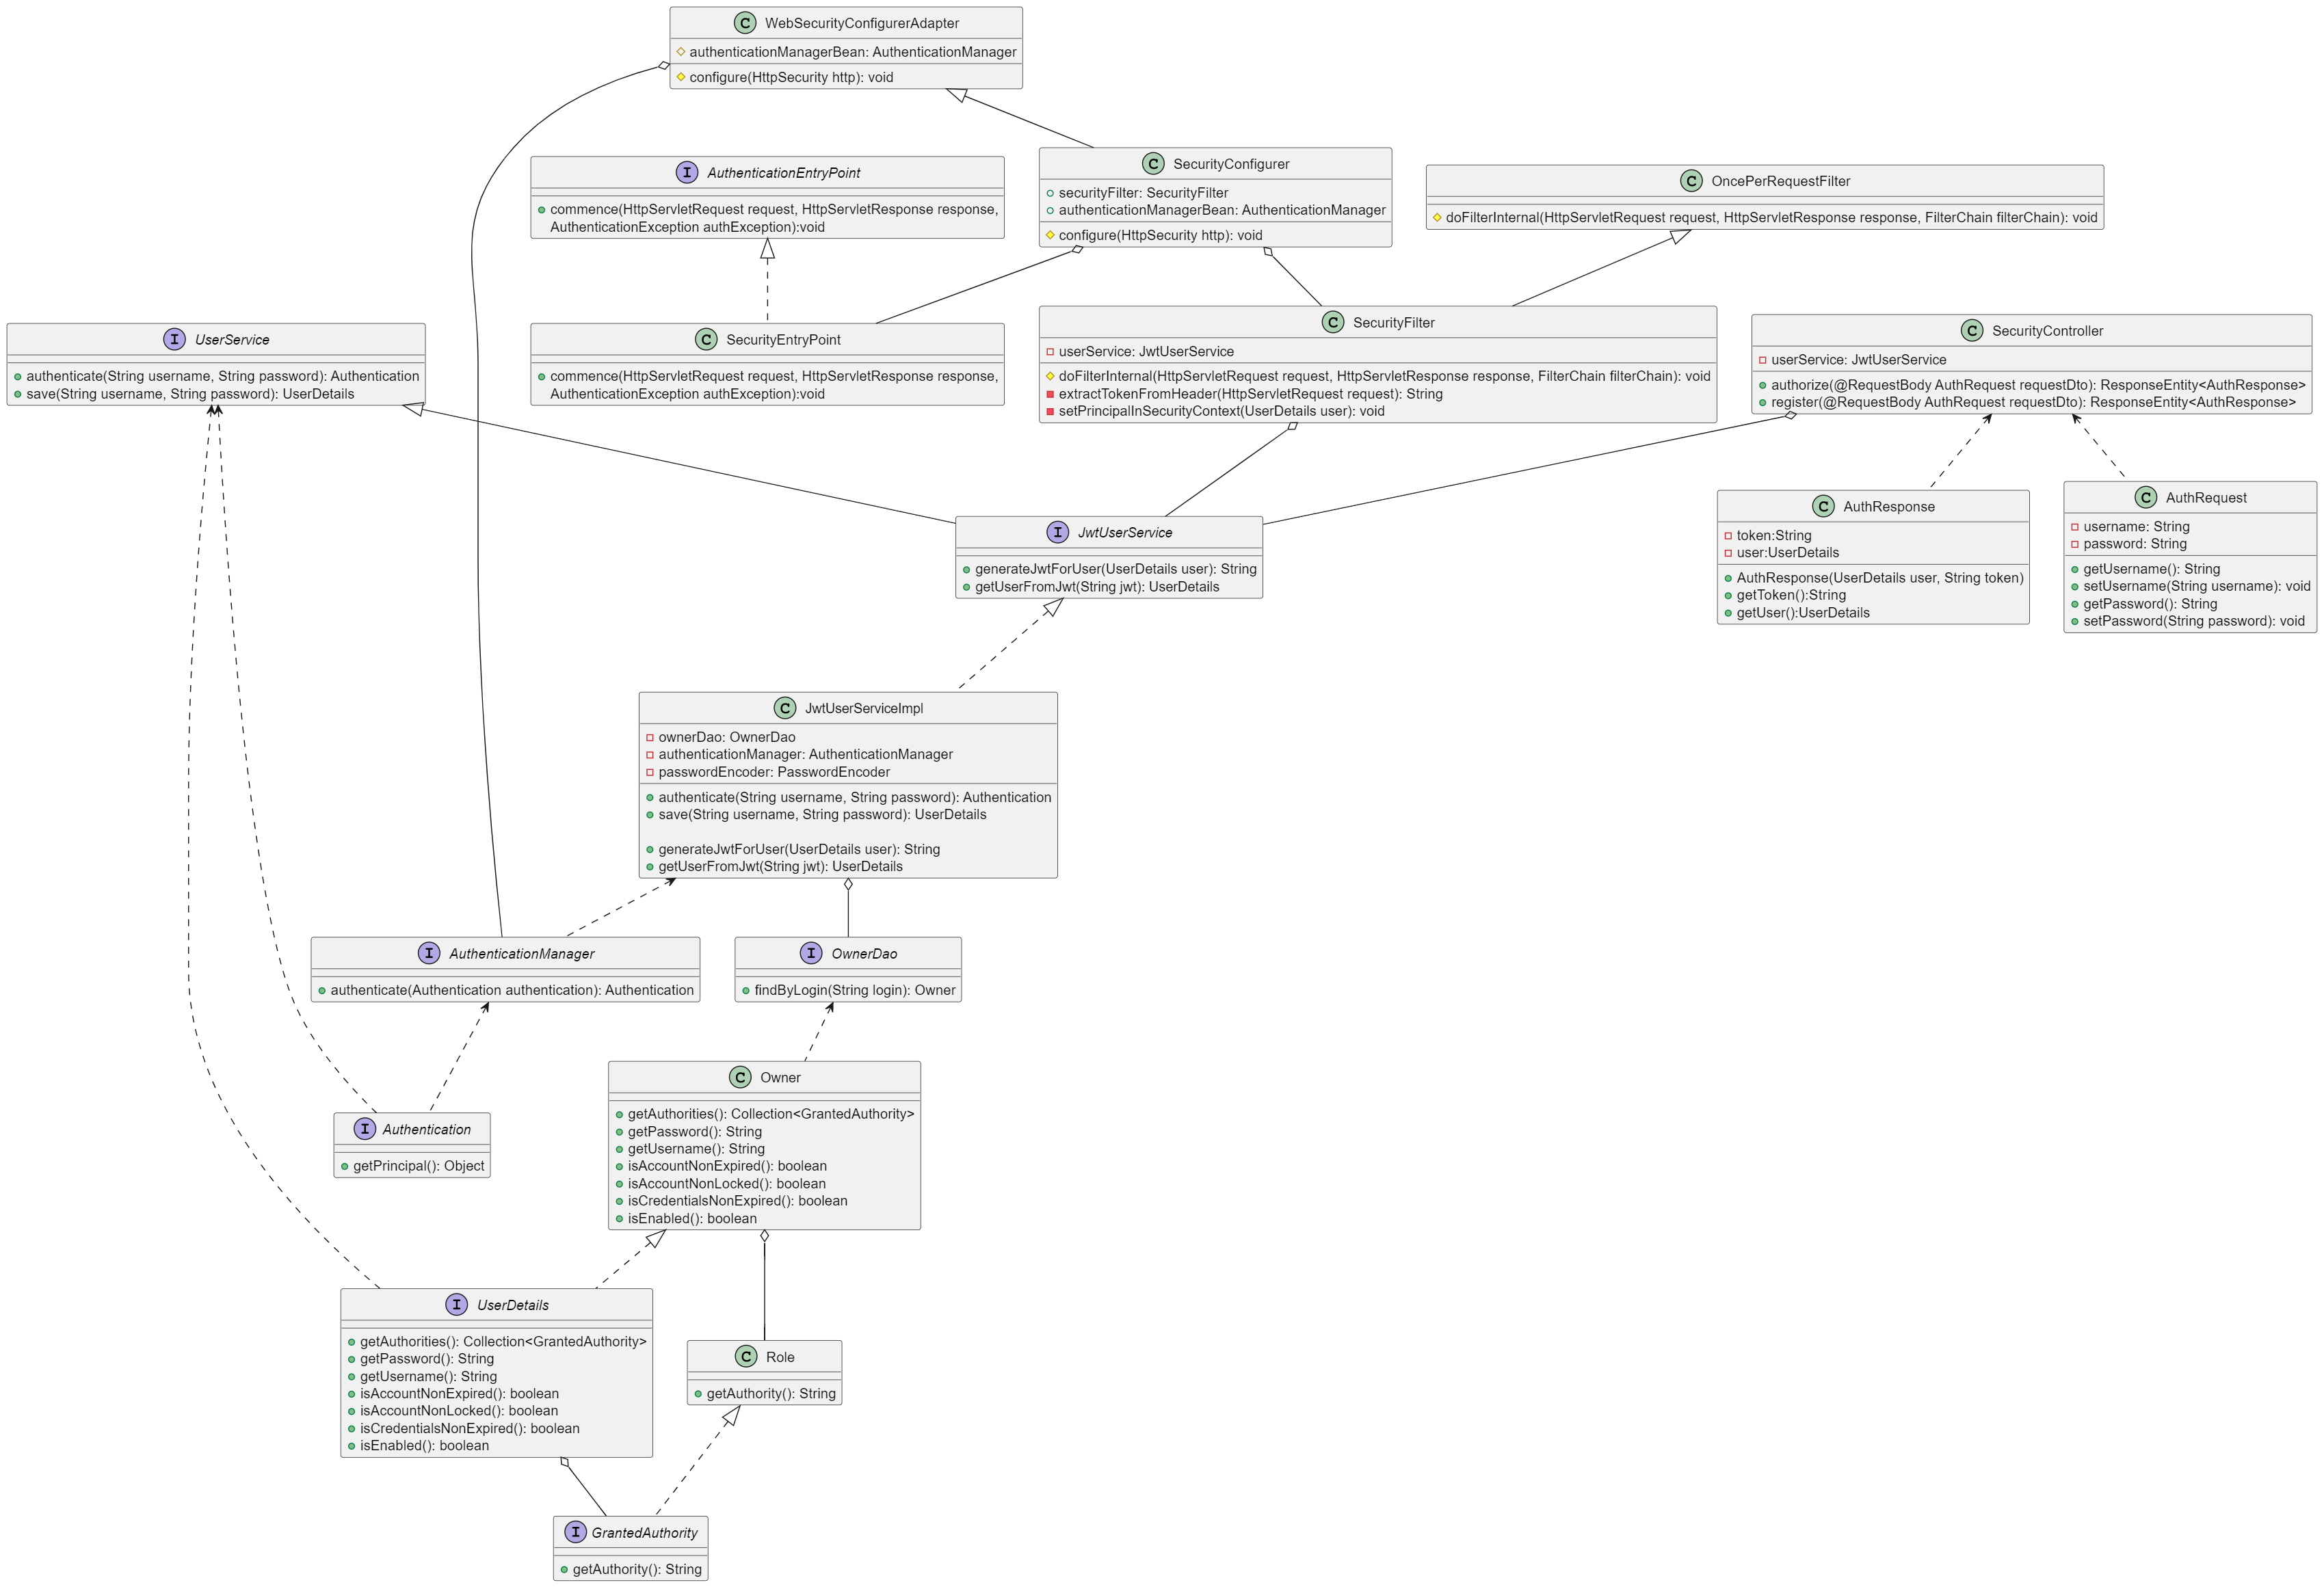 C WebSecurityConfigurerAdapter
authenticationManagerBean: AuthenticationManager
configure(HttpSecurity http): void
I AuthenticationEntryPoint
commence(HttpServletRequest request, HttpServletResponse response,
AuthenticationException authException):void
C SecurityConfigurer
securityFilter: SecurityFilter
authenticationManagerBean: AuthenticationManager
configure(HttpSecurity http): void
C OncePerRequestFilter
doFilterInternal(HttpServletRequest request, HttpServletResponse response, FilterChain filterChain): void
I UserService
authenticate(String username, String password): Authentication
save(String username, String password): UserDetails
C SecurityEntryPoint
commence(HttpServletRequest request, HttpServletResponse response,
AuthenticationException authException):void
C SecurityFilter
userService: JwtUserService
doFilterInternal(HttpServletRequest request, HttpServletResponse response, FilterChain filterChain): void
extractTokenFromHeader(HttpServletRequest request): String
setPrincipalInSecurityContext(UserDetails user): void
C SecurityController
userService: JwtUserService
authorize(@RequestBody AuthRequest requestDto): ResponseEntity<AuthResponse>
register(@RequestBody AuthRequest requestDto): ResponseEntity<AuthResponse>
I JwtUserService
generateJwtForUser(UserDetails user): String
getUserFromJwt(String jwt): UserDetails
C AuthResponse
token:String
user:UserDetails
AuthResponse(UserDetails user, String token)
getToken():String
getUser():UserDetails
C AuthRequest
username: String
password: String
getUsername(): String
setUsername(String username): void
getPassword(): String
setPassword(String password): void
C JwtUserServiceImpl
ownerDao: OwnerDao
authenticationManager: AuthenticationManager
passwordEncoder: PasswordEncoder
authenticate(String username, String password): Authentication
save(String username, String password): UserDetails
generateJwtForUser(UserDetails user): String
getUserFromJwt(String jwt): UserDetails
I AuthenticationManager
authenticate(Authentication authentication): Authentication
I OwnerDao
findByLogin(String login): Owner
I Authentication
getPrincipal(): Object
C Owner
getAuthorities(): Collection<GrantedAuthority>
getPassword(): String
getUsername(): String
isAccountNonExpired(): boolean
isAccountNonLocked(): boolean
isCredentialsNonExpired(): boolean
isEnabled(): boolean
I UserDetails
getAuthorities(): Collection<GrantedAuthority>
getPassword(): String
getUsername(): String
isAccountNonExpired(): boolean
isAccountNonLocked(): boolean
isCredentialsNonExpired(): boolean
isEnabled(): boolean
C Role
getAuthority(): String
I GrantedAuthority
getAuthority(): String